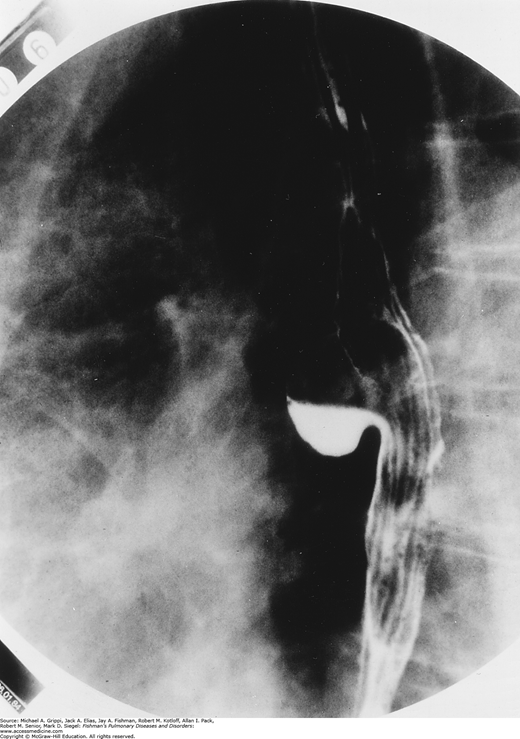 6
Source: Michael A. Grippi, Jack A. Elias, Jay A. Fishman, Robert M. Kotloff, Allan I. Pack,
Robert M. Senior, Mark D. Siegel: Fishman's Pulmonary Diseases and Disorders:
www.accessmedicine.com
Copyright © McGraw-Hill Education. All rights reserved.